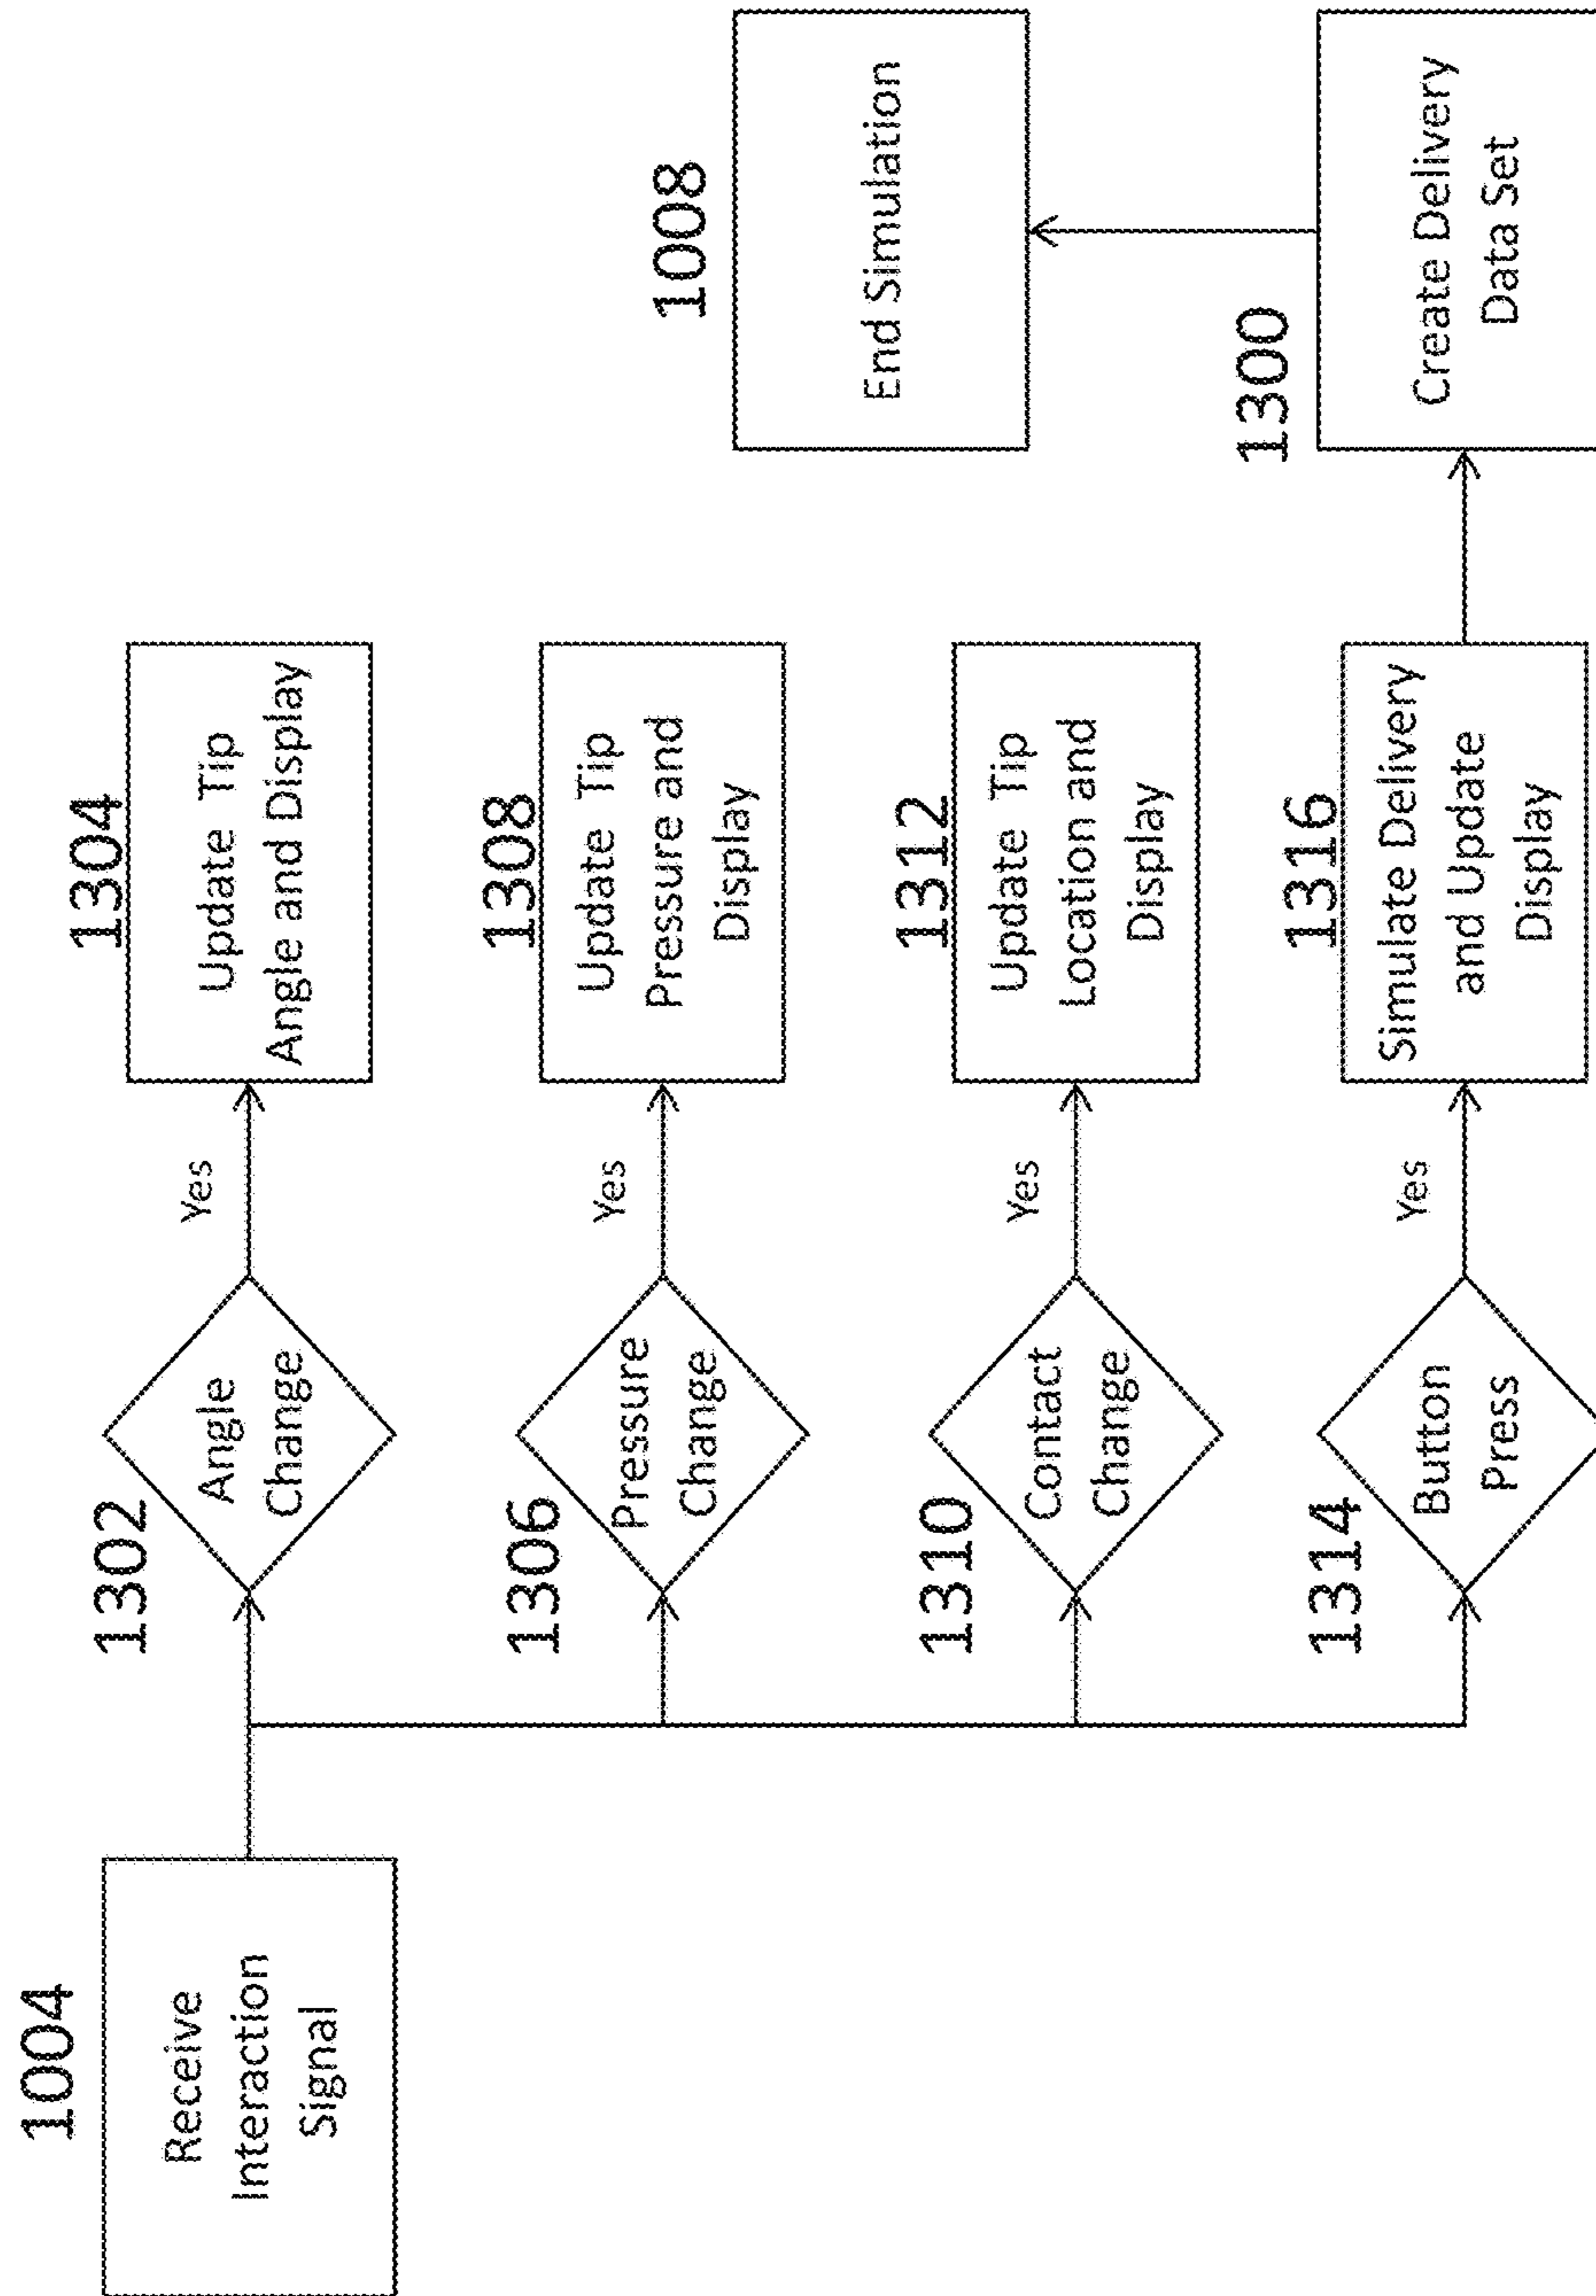 1004
Receive
Interaction
Signal
1302
Angle
Change
Yes
1304
Update Tip
Angle and Display
1306
Pressure
Change
Yes
1308
Update Tip
Pressure and
Display
1310
Contact
Change
Yes
1312
Update Tip
Location and
Display
1314
Button
Press
Yes
1316
Simulate Delivery
and Update
Display
1300
Create Delivery
Data Set
1008
End Simulation